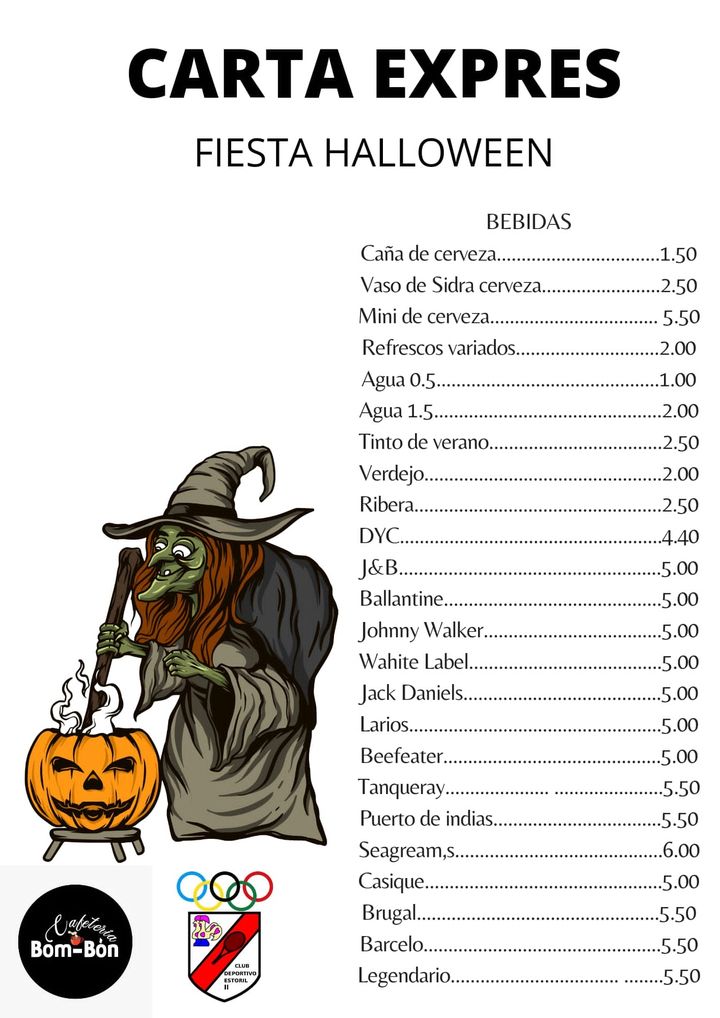 CARTA EXPRES
FIESTA HALLOWEEN
BEBIDAS
Caña de cerveza..................................1.50
Vaso de Sidra cerveza.........................2.50
Mini de cerveza................................... 5.50
Refrescos variados..............................2.00
Agua 0.5...............................................1.00
Agua 1.5................................................2.00
Tinto de verano....................................2.50
Verdejo..................................................2.00
Ribera....................................................2.50
DYC.......................................................4.40
J&B.......................................................5.00
Ballantine..............................................5.00
Johnny Walker.....................................5.00
Wahite Label........................................5.00
Jack Daniels.........................................5.00
Larios.....................................................5.00
Beefeater..............................................5.00
Tanqueray...................... .......................5.50
Puerto de indias...................................5.50
Seagream,s...........................................6.00
Casique..................................................5.00
Brugal...................................................5.50
Barcelo..................................................5.50
Legendario................................... ........5.50
Cafetería
Bom-Bòn
CLUB
DEPORTIVO
ESTORIL
II